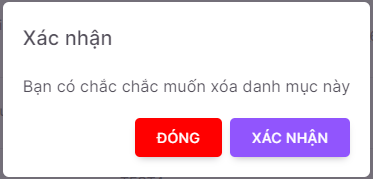 Xác nhận
Bạn có chắc chắc muốn xóa danh mục này
ĐÓNG
XÁC NHẬN